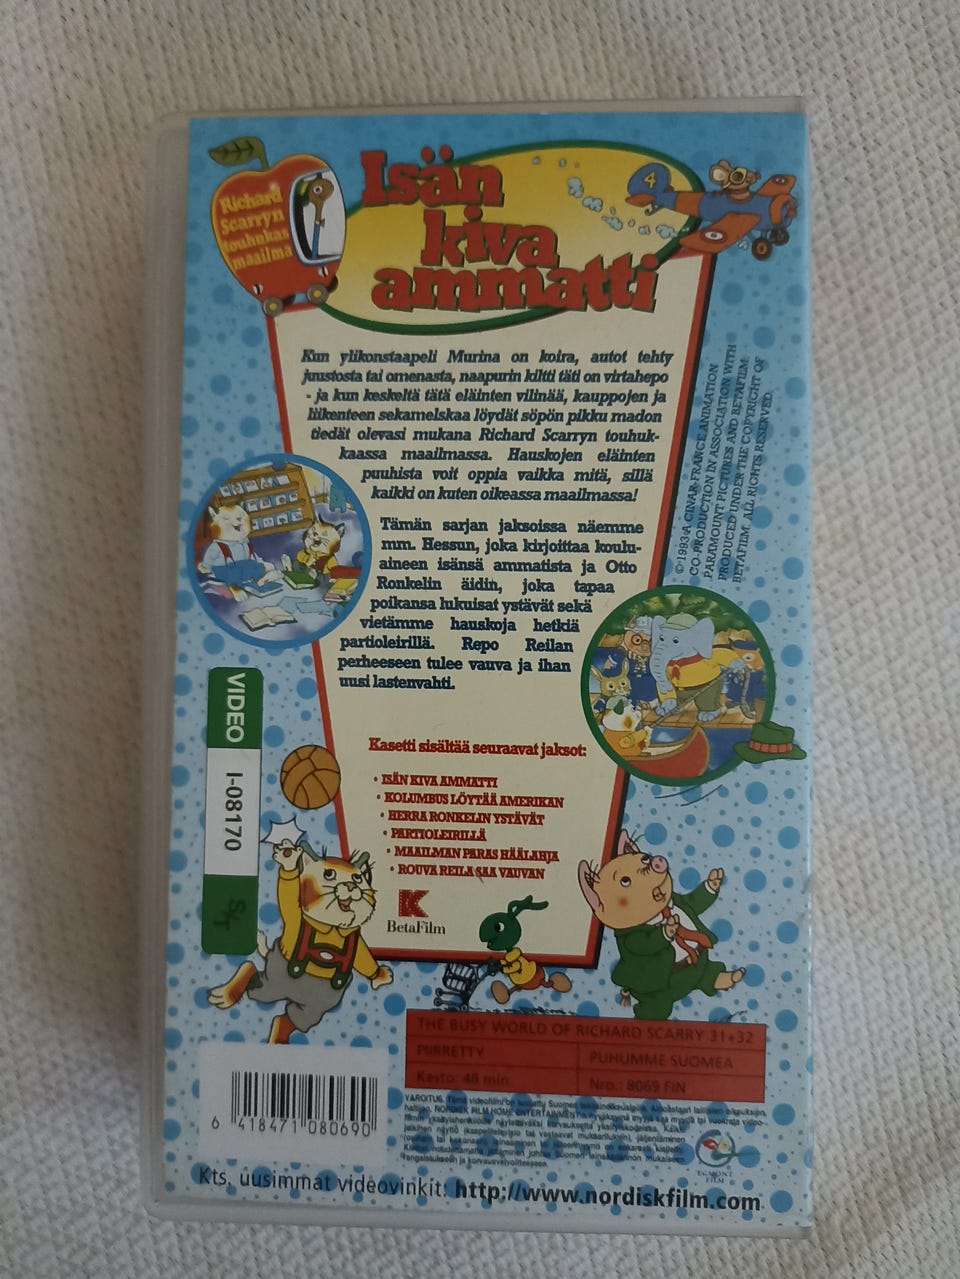 Richard
Scarryn
touhukas
maailma
Isän
kiva
ammatti
4
Kun ylikonstaapeli Murina on koira, autot tehty
juustosta tai omenasta, naapurin kiltti täti on virtahepo
- ja kun keskeltä tätä eläinten vilinää, kauppojen ja
liikenteen sekamelskaa löydät söpön pikku madon
tiedät olevasi mukana Richard Scarryn touhuk-
kaassa maailmassa. Hauskojen eläinten
puuhista voit oppia vaikka mitä, sillä
kaikki on kuten oikeassa maailmassa!
Tämän sarjan jaksoissa näemme
mm. Hessun, joka kirjoittaa koulu-
aineen isänsä ammatista ja Otto
Ronkelin äidin, joka tapaa
poikansa lukuisat ystävät sekä
vietämme hauskoja hetkiä
partioleirillä. Repo Reilan
perheeseen tulee vauva ja ihan
uusi lastenvahti.
© 1993 A CINAR-FRANCE ANIMATION
CO-PRODUCTION IN ASSOCIATION WITH
PARAMOUNT PICTURES AND BETAFILM.
PRODUCED UNDER THE COPYRIGHT OF
BETAFILM. ALL RIGHTS RESERVED.
VIDEO
I-08170
Kasetti sisältää seuraavat jaksot:
• ISÄN KIVA AMMATTI
• KOLUMBUS LÖYTÄÄ AMERIKAN
• HERRA RONKELIN YSTÄVÄT
• PARTIOLEIRILLÄ
• MAAILMAN PARAS HÄÄLAHJA
• ROUVA REILA SAA VAUVAN
BetaFilm
THE BUSY WORLD OF RICHARD SCARRY 31+32
PIIRRETTY
PUHUMME SUOMEA
Kesto: 48 min.
Nro.: 8069 FIN
EGMONT
FILM
6 418471 080690
Kts. uusimmat videovinkit: http://www.nordiskfilm.com